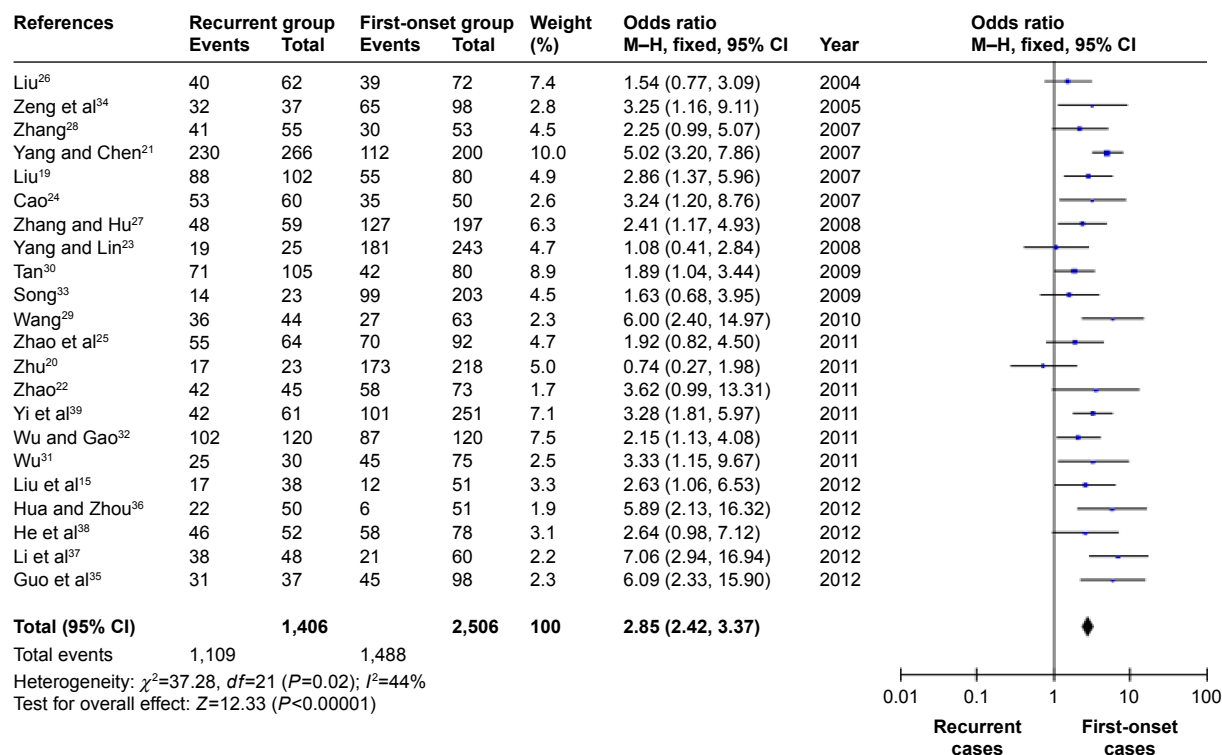 References Recurrent group First-onset group Weight Odds ratio Odds ratio
Events Total Events Total (%) M–H, fixed, 95% CI Year M–H, fixed, 95% CI
Liu²⁶ 40 62 39 72 7.4 1.54 (0.77, 3.09) 2004
Zeng et al³⁴ 32 37 65 98 2.8 3.25 (1.16, 9.11) 2005
Zhang²⁸ 41 55 30 53 4.5 2.25 (0.99, 5.07) 2007
Yang and Chen²¹ 230 266 112 200 10.0 5.02 (3.20, 7.86) 2007
Liu¹⁹ 88 102 55 80 4.9 2.86 (1.37, 5.96) 2007
Cao²⁴ 53 60 35 50 2.6 3.24 (1.20, 8.76) 2007
Zhang and Hu²⁷ 48 59 127 197 6.3 2.41 (1.17, 4.93) 2008
Yang and Lin²³ 19 25 181 243 4.7 1.08 (0.41, 2.84) 2008
Tan³⁰ 71 105 42 80 8.9 1.89 (1.04, 3.44) 2009
Song³³ 14 23 99 203 4.5 1.63 (0.68, 3.95) 2009
Wang²⁹ 36 44 27 63 2.3 6.00 (2.40, 14.97) 2010
Zhao et al²⁵ 55 64 70 92 4.7 1.92 (0.82, 4.50) 2011
Zhu²⁰ 17 23 173 218 5.0 0.74 (0.27, 1.98) 2011
Zhao²² 42 45 58 73 1.7 3.62 (0.99, 13.31) 2011
Yi et al³⁹ 42 61 101 251 7.1 3.28 (1.81, 5.97) 2011
Wu and Gao³² 102 120 87 120 7.5 2.15 (1.13, 4.08) 2011
Wu³¹ 25 30 45 75 2.5 3.33 (1.15, 9.67) 2011
Liu et al¹⁵ 17 38 12 51 3.3 2.63 (1.06, 6.53) 2012
Hua and Zhou³⁶ 22 50 6 51 1.9 5.89 (2.13, 16.32) 2012
He et al³⁸ 46 52 58 78 3.1 2.64 (0.98, 7.12) 2012
Li et al³⁷ 38 48 21 60 2.2 7.06 (2.94, 16.94) 2012
Guo et al³⁵ 31 37 45 98 2.3 6.09 (2.33, 15.90) 2012
Total (95% CI) 1,406 2,506 100 2.85 (2.42, 3.37)
Total events 1,109 1,488
Heterogeneity: χ²=37.28, df=21 (P=0.02); I²=44%
Test for overall effect: Z=12.33 (P<0.00001)
0.01 0.1 1 10 100
Recurrent First-onset
cases cases